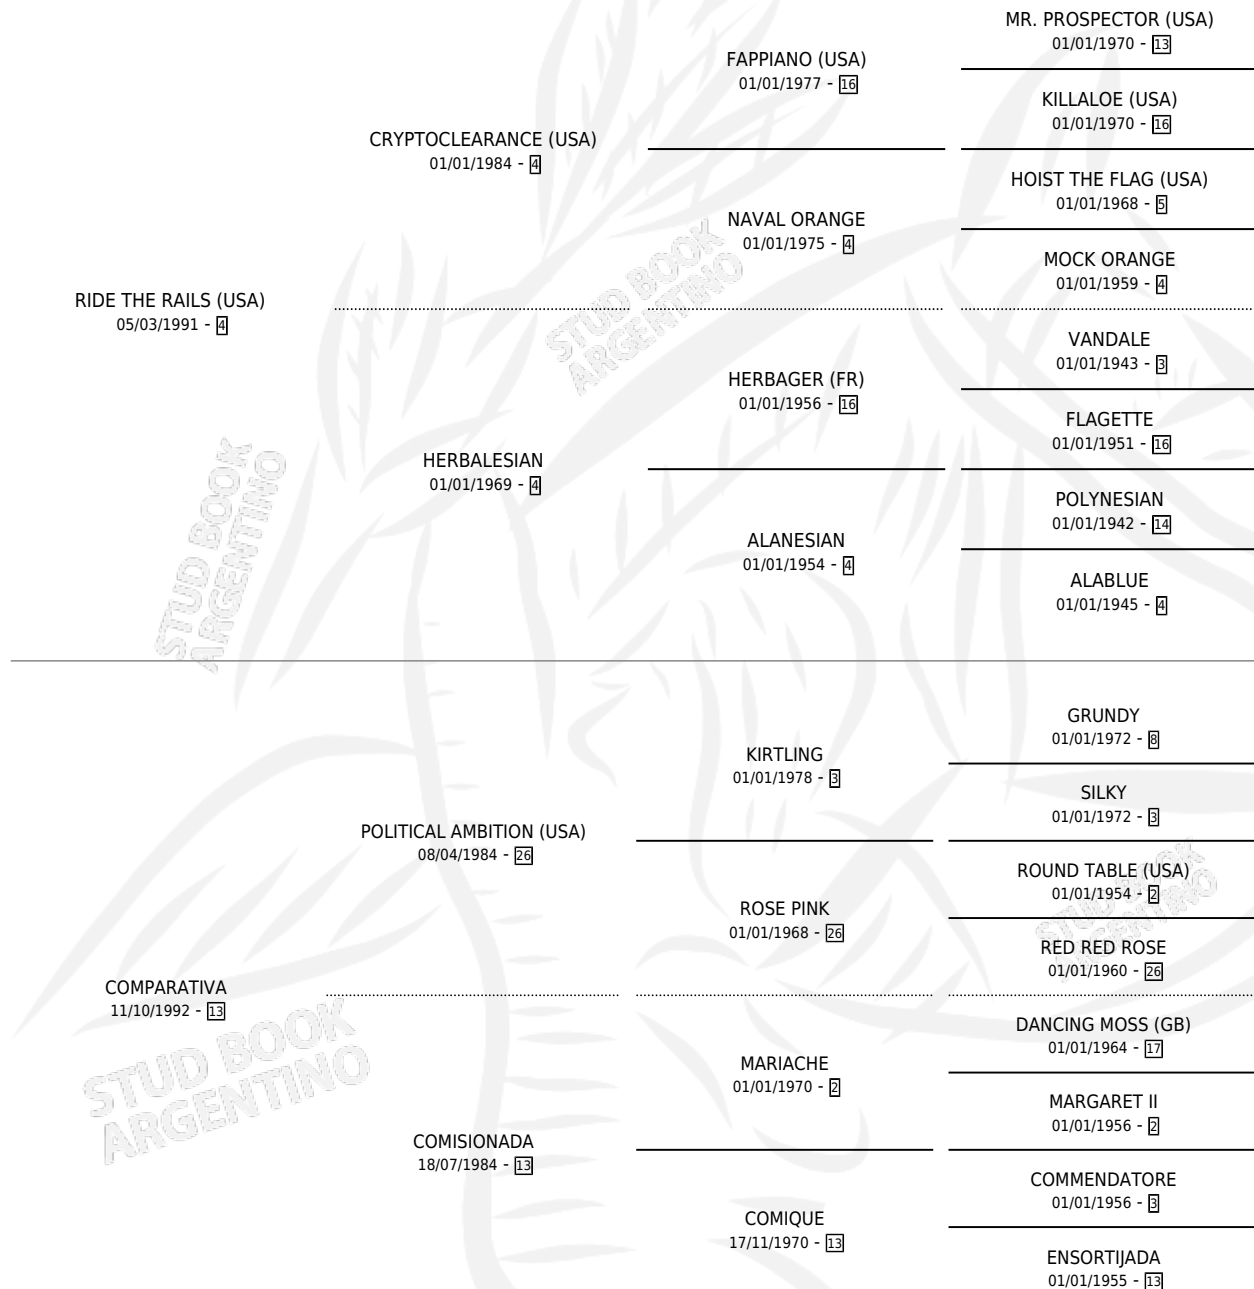 MR. PROSPECTOR (USA)
01/01/1970 - 13
FAPPIANO (USA)
01/01/1977 - 16
KILLALOE (USA)
01/01/1970 - 16
CRYPTOCLEARANCE (USA)
01/01/1984 - 4
HOIST THE FLAG (USA)
01/01/1968 - 5
NAVAL ORANGE
01/01/1975 - 4
MOCK ORANGE
01/01/1959 - 4
RIDE THE RAILS (USA)
05/03/1991 - 4
VANDALE
01/01/1943 - 3
HERBAGER (FR)
01/01/1956 - 16
FLAGETTE
01/01/1951 - 16
HERBALESIAN
01/01/1969 - 4
POLYNESIAN
01/01/1942 - 14
ALANESIAN
01/01/1954 - 4
ALABLUE
01/01/1945 - 4
GRUNDY
01/01/1972 - 8
KIRTLING
01/01/1978 - 3
SILKY
01/01/1972 - 3
POLITICAL AMBITION (USA)
08/04/1984 - 26
ROUND TABLE (USA)
01/01/1954 - 2
ROSE PINK
01/01/1968 - 26
RED RED ROSE
01/01/1960 - 26
COMPARATIVA
11/10/1992 - 13
DANCING MOSS (GB)
01/01/1964 - 17
MARIACHE
01/01/1970 - 2
MARGARET II
01/01/1956 - 2
COMISIONADA
18/07/1984 - 13
COMMENDATORE
01/01/1956 - 3
COMIQUE
17/11/1970 - 13
ENSORTIJADA
01/01/1955 - 13
STUD BOOK
ARGENTINO
STUD BOOK
ARGENTINO
STUD BOOK
ARGENTINO
STUD BOOK
ARGENTINO